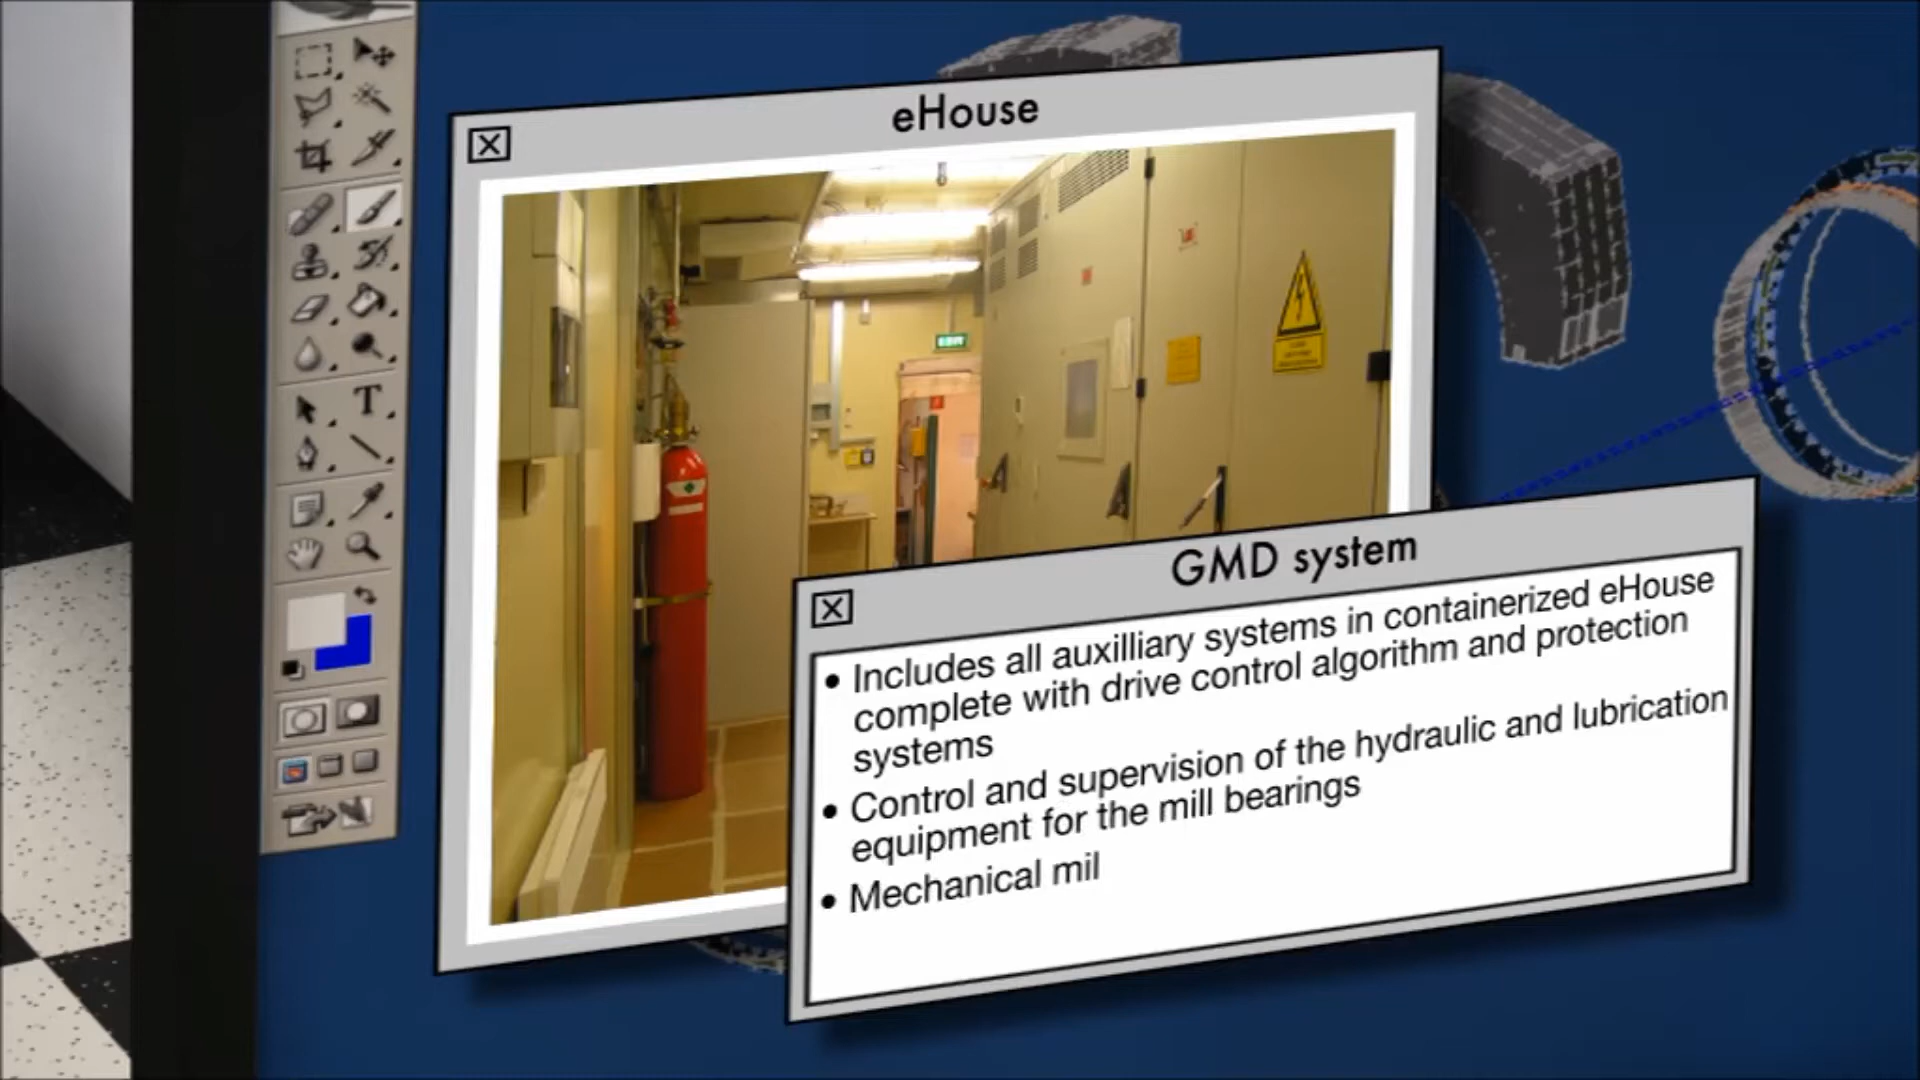 eHouse
EXIT
GMD system
• Includes all auxilliary systems in containerized eHouse
complete with drive control algorithm and protection
systems
• Control and supervision of the hydraulic and lubrication
equipment for the mill bearings
• Mechanical mil
T